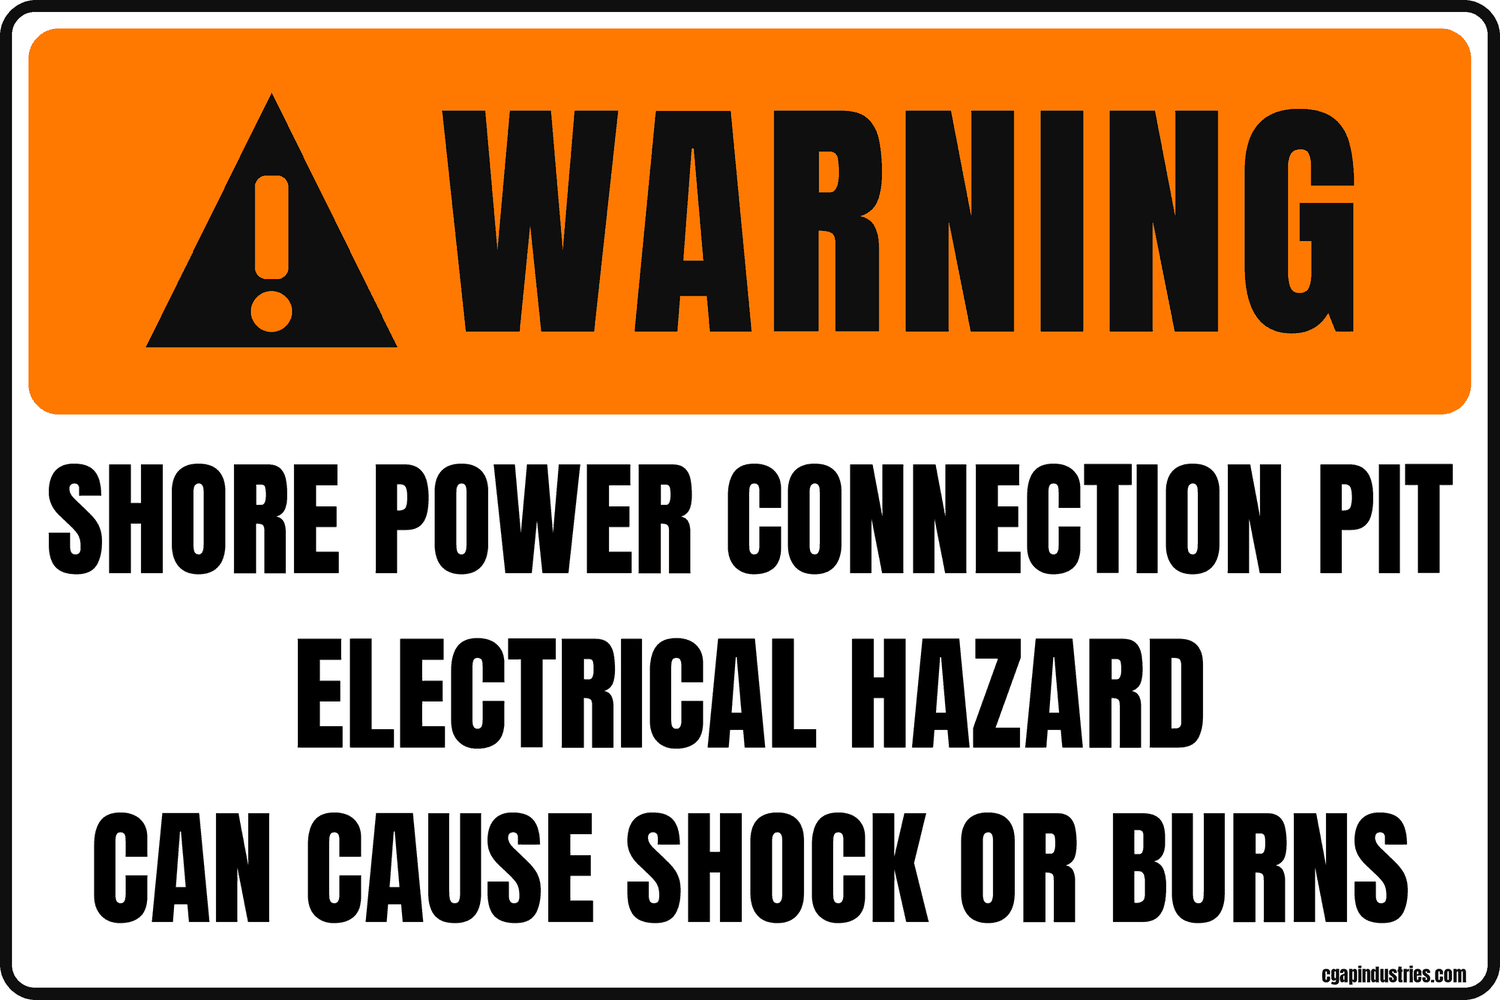 WARNING
SHORE POWER CONNECTION PIT
ELECTRICAL HAZARD
CAN CAUSE SHOCK OR BURNS
cgapindustries.com